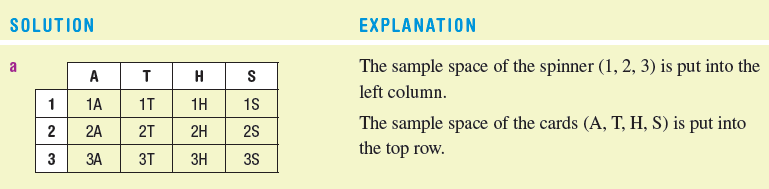 SOLUTION
EXPLANATION
a
A T H S
1 1A 1T 1H 1S
2 2A 2T 2H 2S
3 3A 3T 3H 3S
The sample space of the spinner (1, 2, 3) is put into the
left column.
The sample space of the cards (A, T, H, S) is put into
the top row.